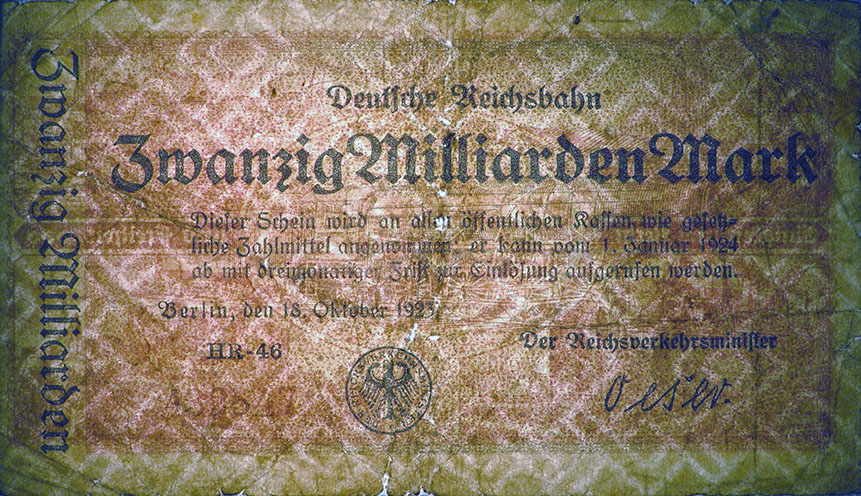 Zwanzig Milliarden
Deutsche Reichsbahn
Zwanzig Milliarden Mark
Dieser Schein wird an allen öffentlichen Kassen, wie gesetz-
liche Zahlmittel angenommen; er kann vom 1. Januar 1924
ab mit dreimonatiger Frist zur Einlösung aufgerufen werden.
Berlin, den 18. Oktober 1923.
HR-46
Der Reichsverkehrsminister
Oeser.